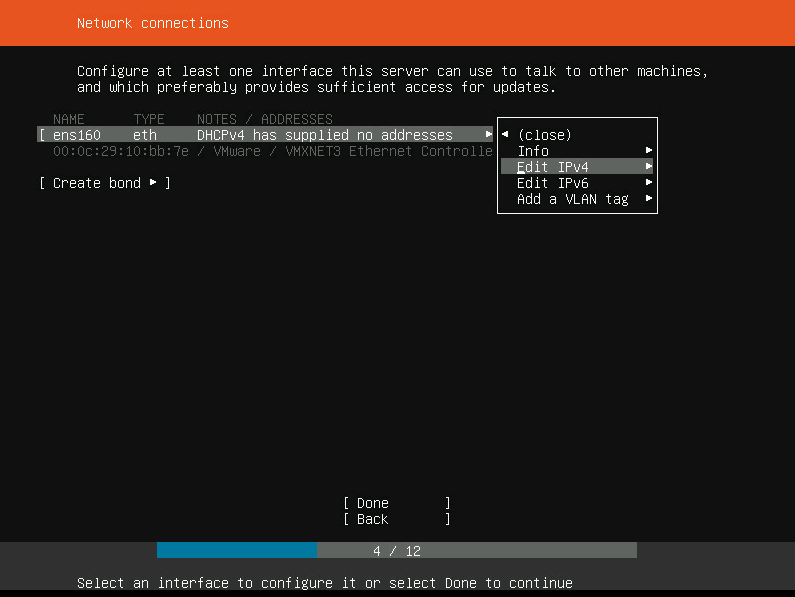 Network connections
Configure at least one interface this server can use to talk to other machines,
and which preferably provides sufficient access for updates.
NAME TYPE NOTES / ADDRESSES
[ ens160 eth DHCPv4 has supplied no addresses ▸ ◂ (close)
00:0c:29:10:bb:7e / VMware / VMXNET3 Ethernet Controlle Info ▸
Edit IPv4 ▸
[ Create bond ▸ ] Edit IPv6 ▸
Add a VLAN tag ▸
[ Done ]
[ Back ]
4 / 12
Select an interface to configure it or select Done to continue